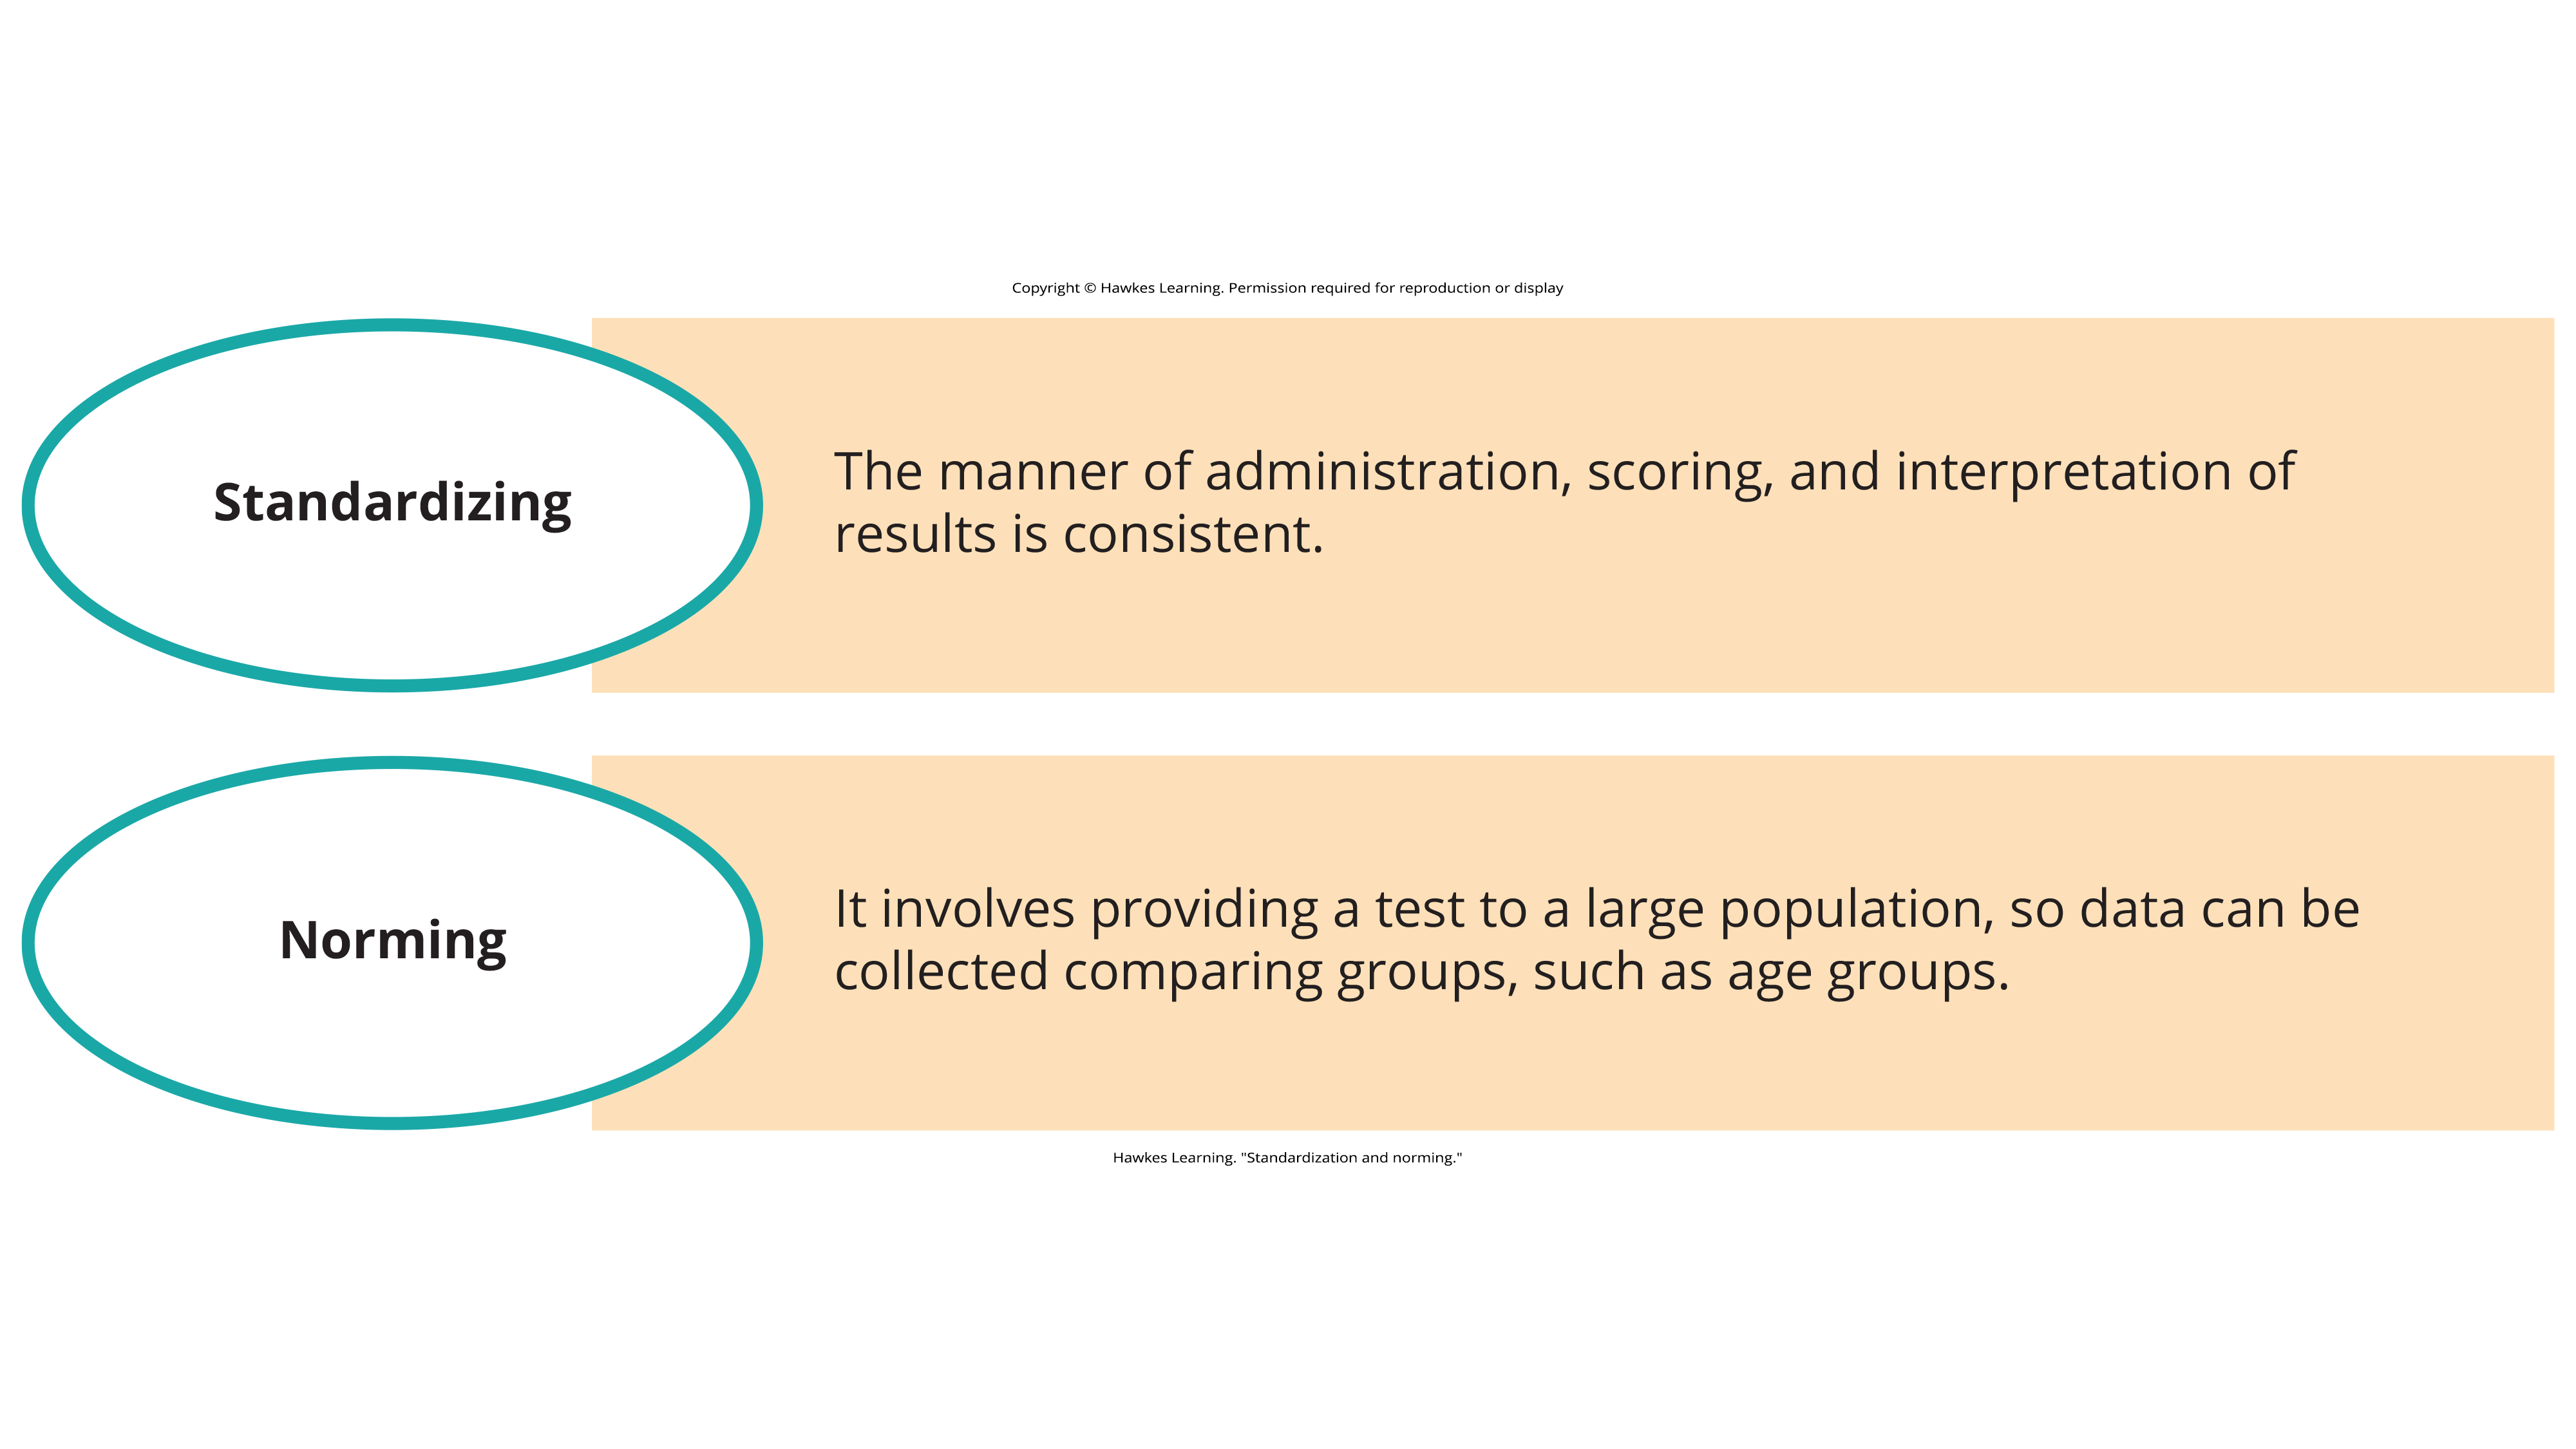 Copyright © Hawkes Learning. Permission required for reproduction or display
Standardizing
The manner of administration, scoring, and interpretation of
results is consistent.
Norming
It involves providing a test to a large population, so data can be
collected comparing groups, such as age groups.
Hawkes Learning. "Standardization and norming."